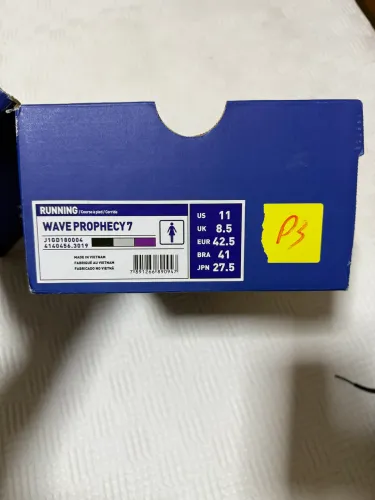 RUNNING / Course à pied / Corrida
WAVE PROPHECY 7
J1GD180004
4140456.3019
MADE IN VIETNAM
FABRIQUÉ AU VIETNAM
FABRICADO NO VIETNÃ
7891266890947
US 11
UK 8.5
EUR 42.5
BRA 41
JPN 27.5
P3